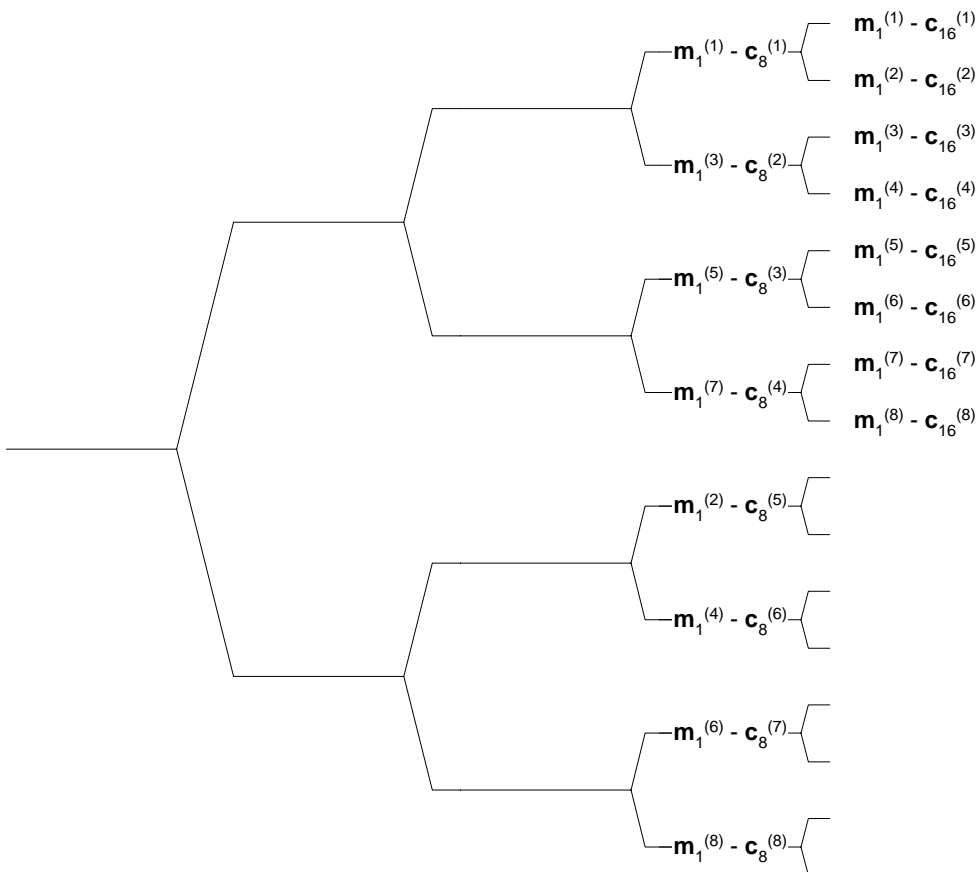 m₁⁽¹⁾ - c₁₆⁽¹⁾
m₁⁽¹⁾ - c₈⁽¹⁾
m₁⁽²⁾ - c₁₆⁽²⁾
m₁⁽³⁾ - c₁₆⁽³⁾
m₁⁽³⁾ - c₈⁽²⁾
m₁⁽⁴⁾ - c₁₆⁽⁴⁾
m₁⁽⁵⁾ - c₁₆⁽⁵⁾
m₁⁽⁵⁾ - c₈⁽³⁾
m₁⁽⁶⁾ - c₁₆⁽⁶⁾
m₁⁽⁷⁾ - c₁₆⁽⁷⁾
m₁⁽⁷⁾ - c₈⁽⁴⁾
m₁⁽⁸⁾ - c₁₆⁽⁸⁾
m₁⁽²⁾ - c₈⁽⁵⁾
m₁⁽⁴⁾ - c₈⁽⁶⁾
m₁⁽⁶⁾ - c₈⁽⁷⁾
m₁⁽⁸⁾ - c₈⁽⁸⁾